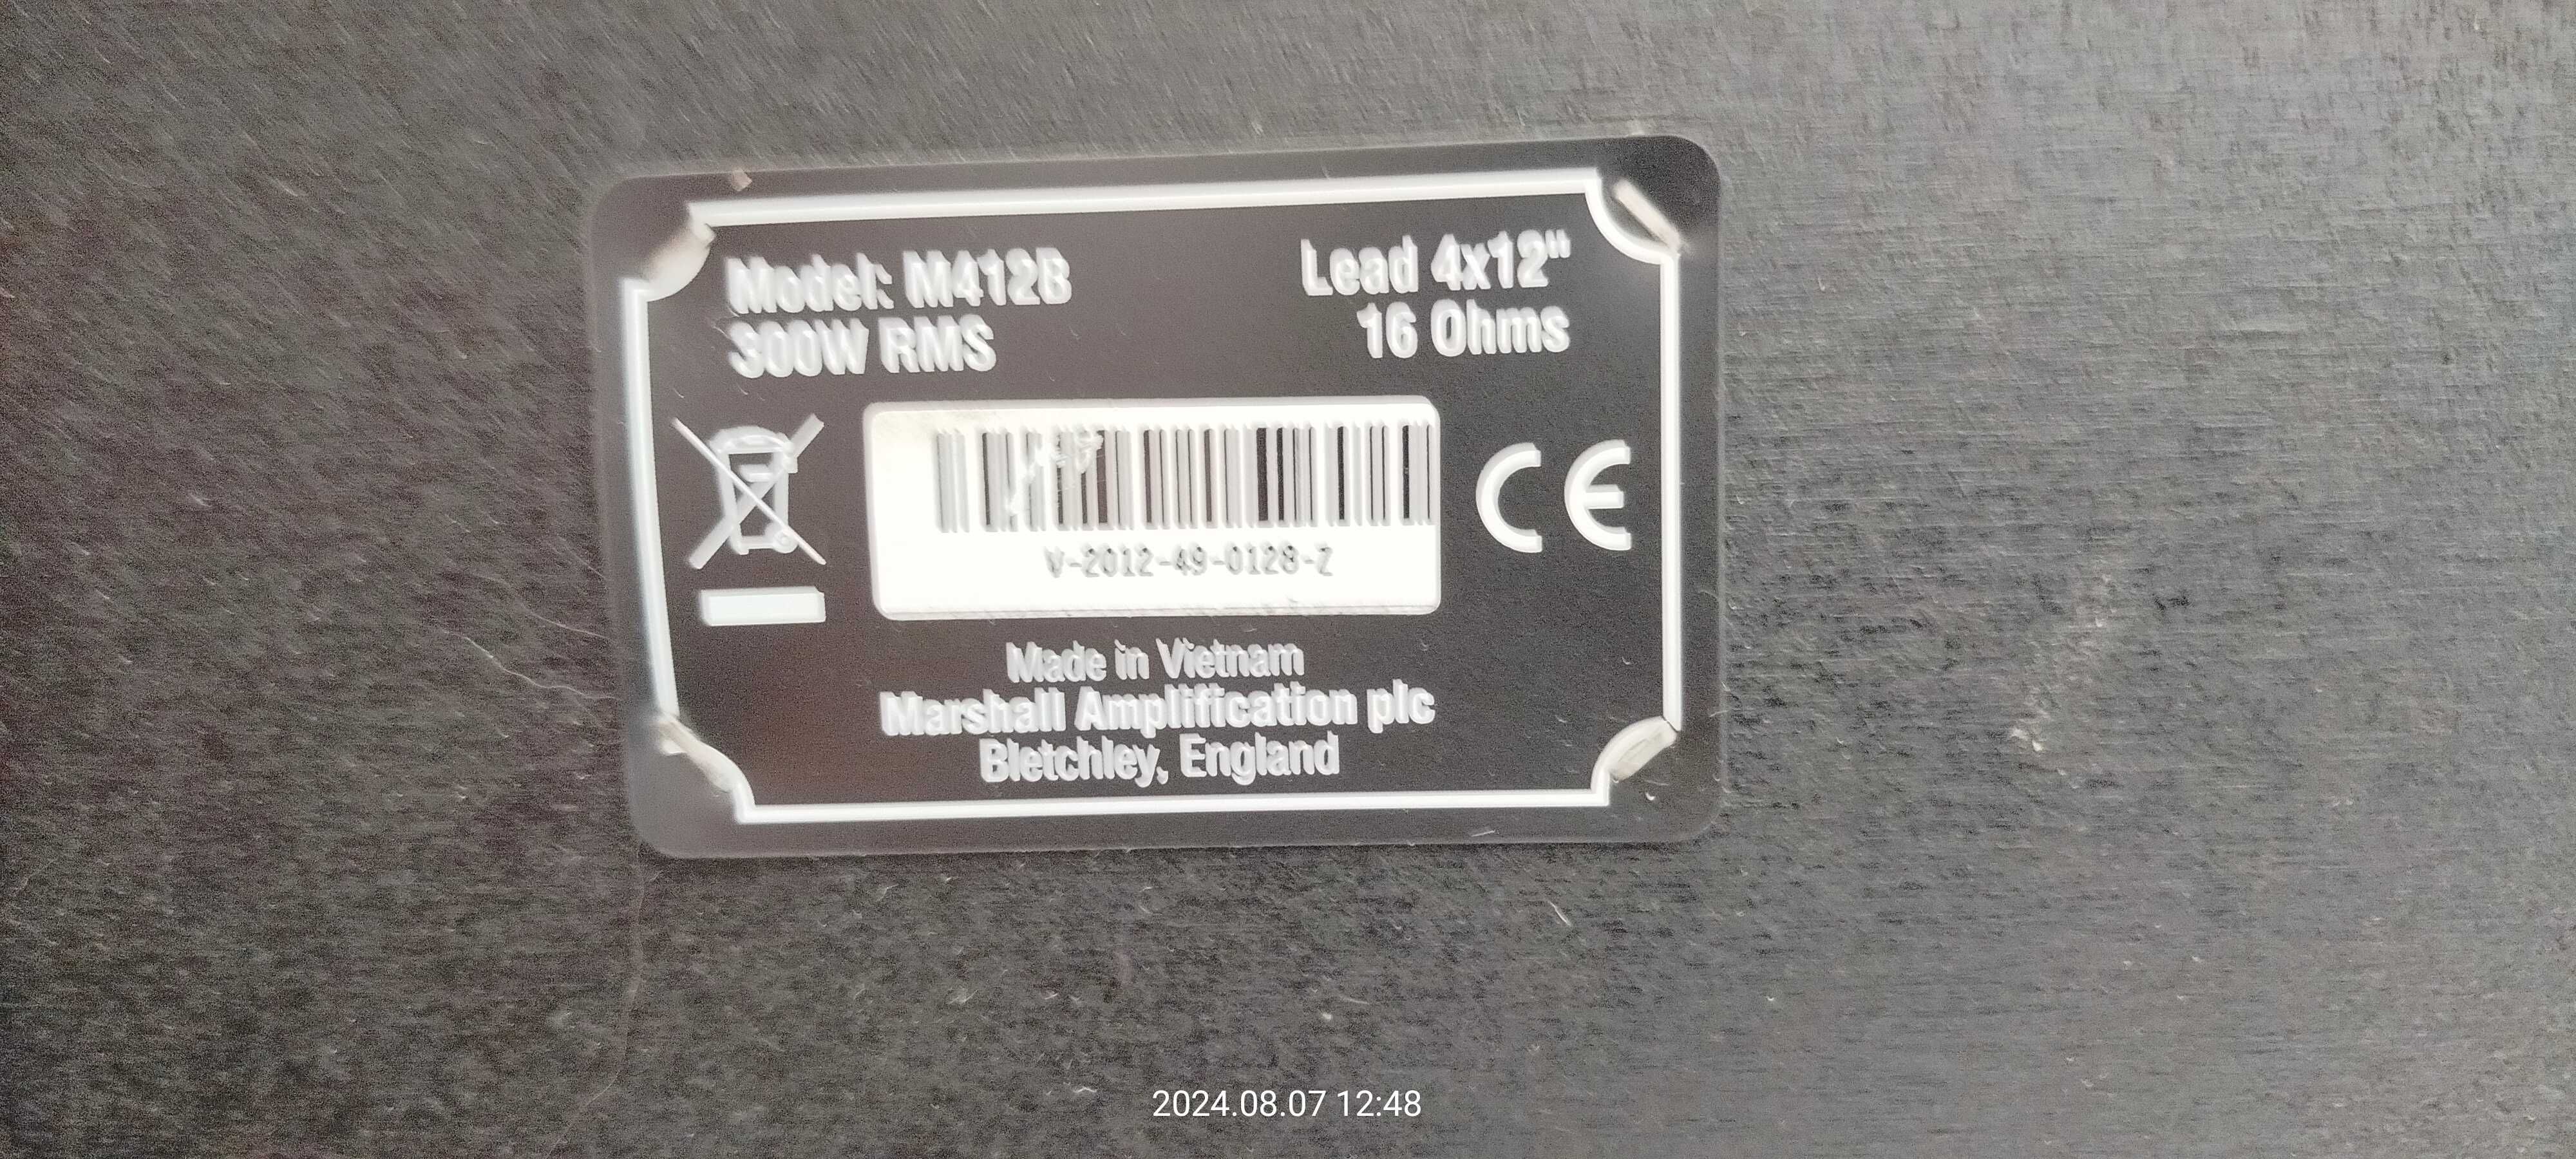 Model: M412B
300W RMS
Lead 4x12"
16 Ohms
CE
V-2012-49-0128-Z
Made in Vietnam
Marshall Amplification plc
Bletchley, England
2024.08.07 12:48